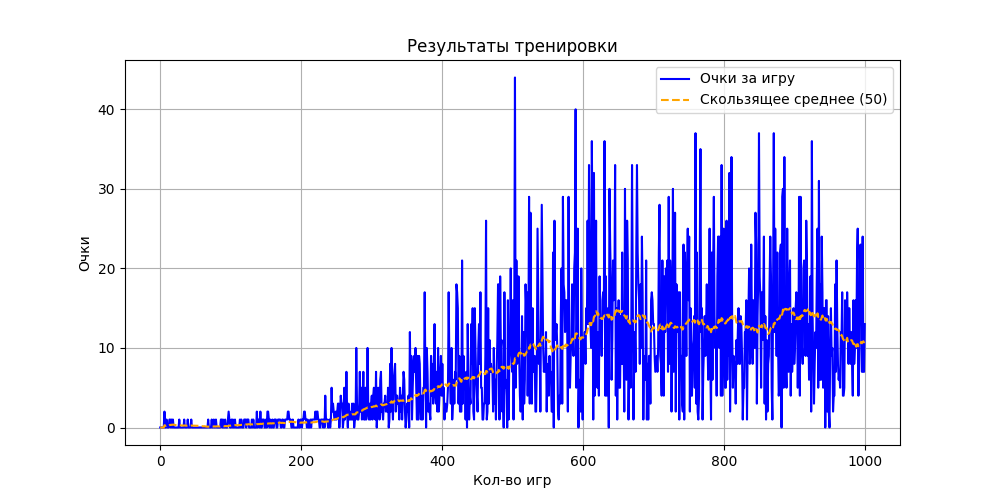 Результаты тренировки
Очки за игру
Скользящее среднее (50)
Очки
40
30
20
10
0
0 200 400 600 800 1000
Кол-во игр